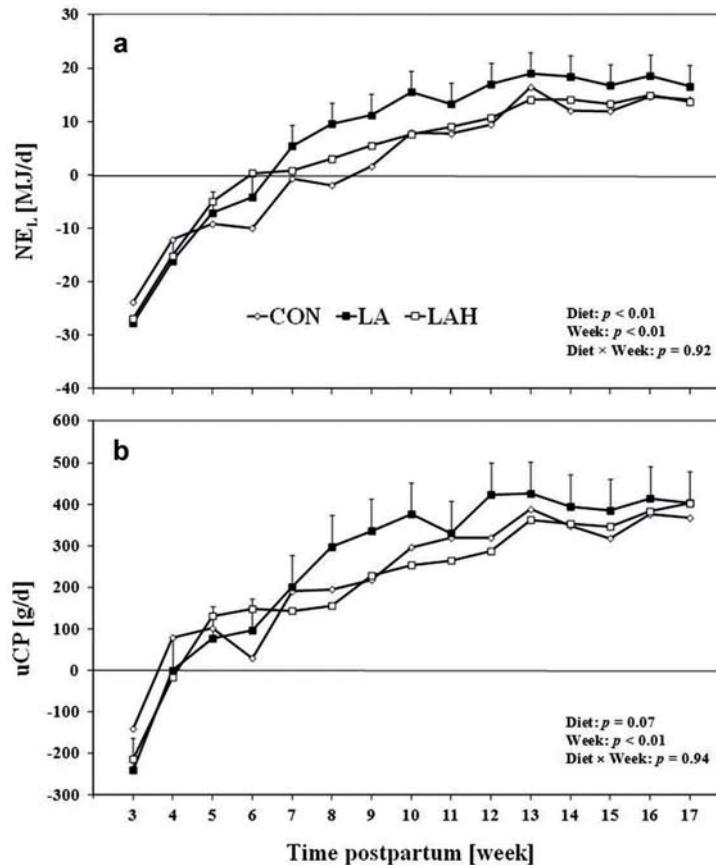 a
30
20
10
0
-10
-20
-30
-40
NE_L [MJ/d]
CON LA LAH
Diet: p < 0.01
Week: p < 0.01
Diet × Week: p = 0.92
b
600
500
400
300
200
100
0
-100
-200
-300
uCP [g/d]
Diet: p = 0.07
Week: p < 0.01
Diet × Week: p = 0.94
3 4 5 6 7 8 9 10 11 12 13 14 15 16 17
Time postpartum [week]